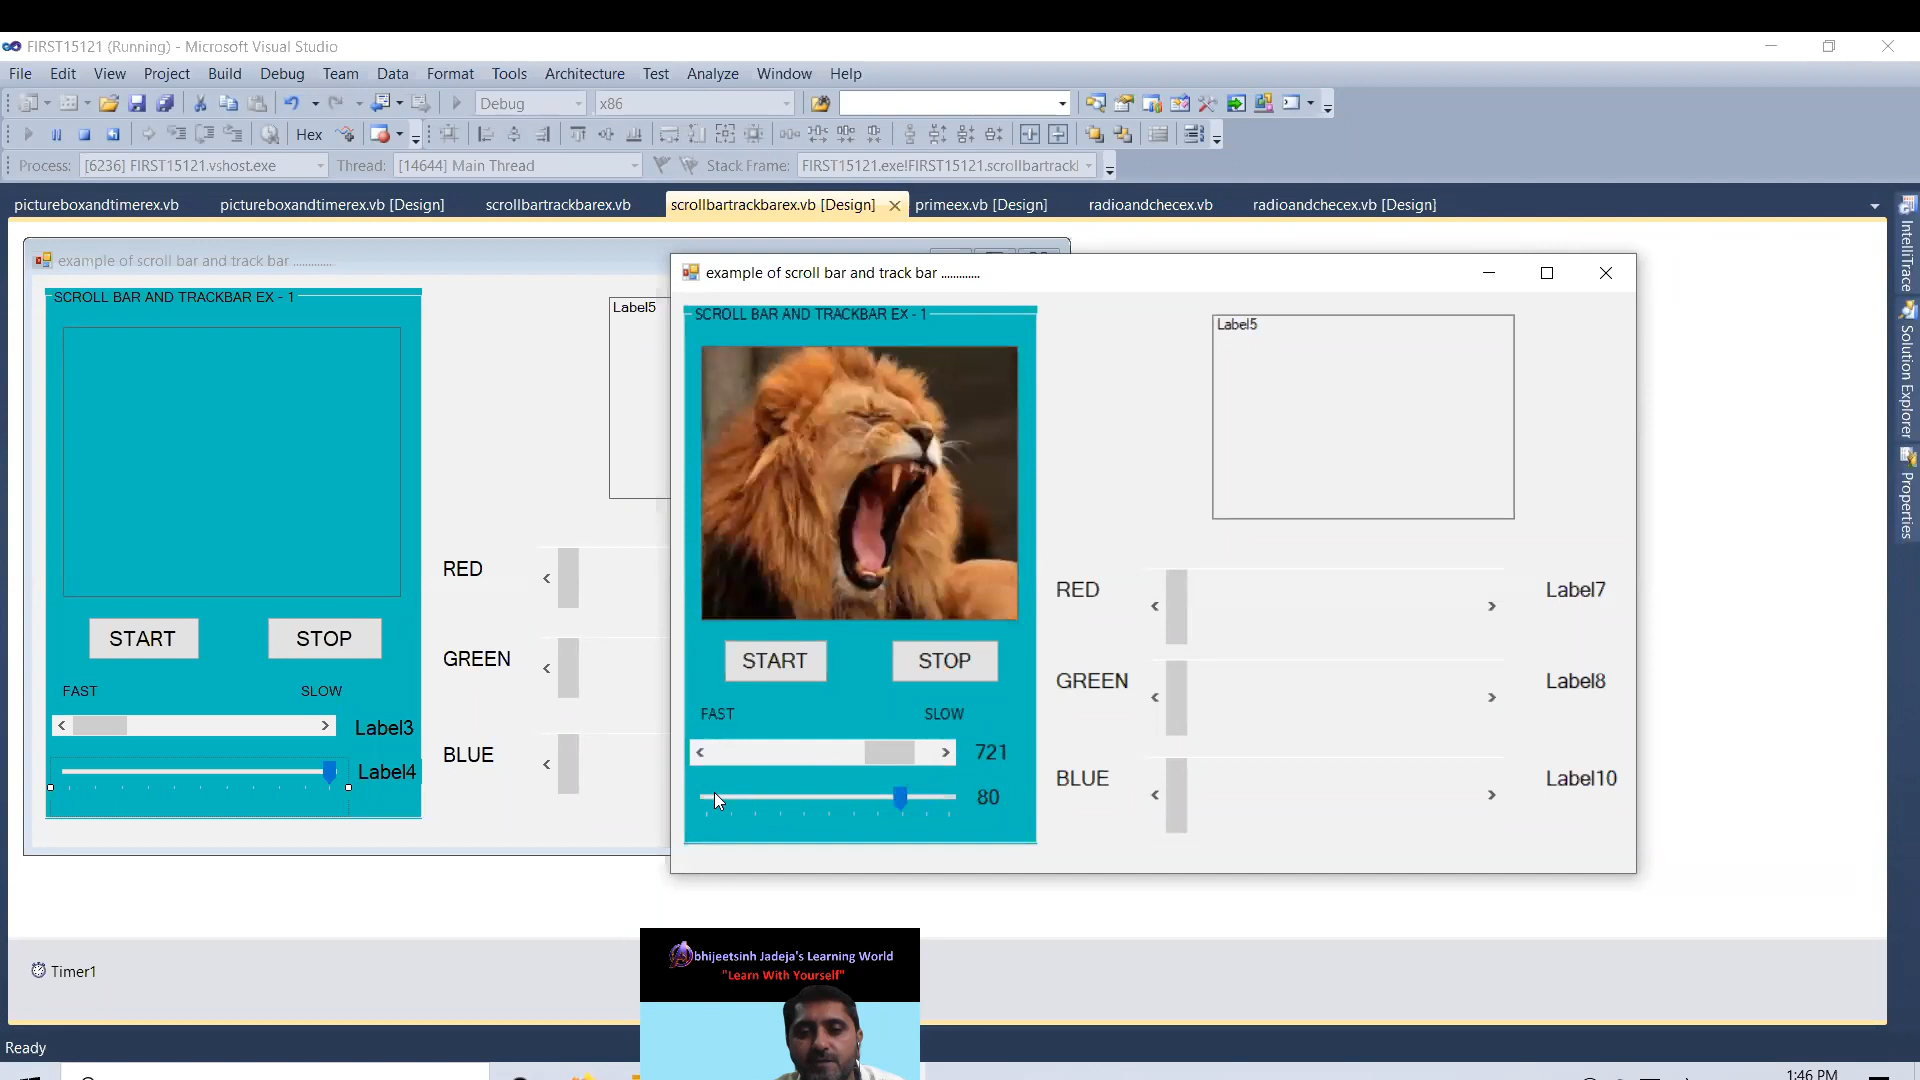 FIRST15121 (Running) - Microsoft Visual Studio
File Edit View Project Build Debug Team Data Format Tools Architecture Test Analyze Window Help
Debug x86
Hex
Process: [6236] FIRST15121.vshost.exe Thread: [14644] Main Thread Stack Frame: FIRST15121.exe!FIRST15121.scrollbartrackl
pictureboxandtimerex.vb pictureboxandtimerex.vb [Design] scrollbartrackbarex.vb scrollbartrackbarex.vb [Design] primeex.vb [Design] radioandchecex.vb radioandchecex.vb [Design]
IntelliTrace
Solution Explorer
Properties
example of scroll bar and track bar .............
SCROLL BAR AND TRACKBAR EX - 1
Label5
START STOP
FAST SLOW
Label3
Label4
RED
GREEN
BLUE
example of scroll bar and track bar .............
SCROLL BAR AND TRACKBAR EX - 1
Label5
START STOP
FAST SLOW
721
80
RED Label7
GREEN Label8
BLUE Label10
Timer1
bhijeetsinh Jadeja's Learning World
"Learn With Yourself"
Ready
1:46 PM